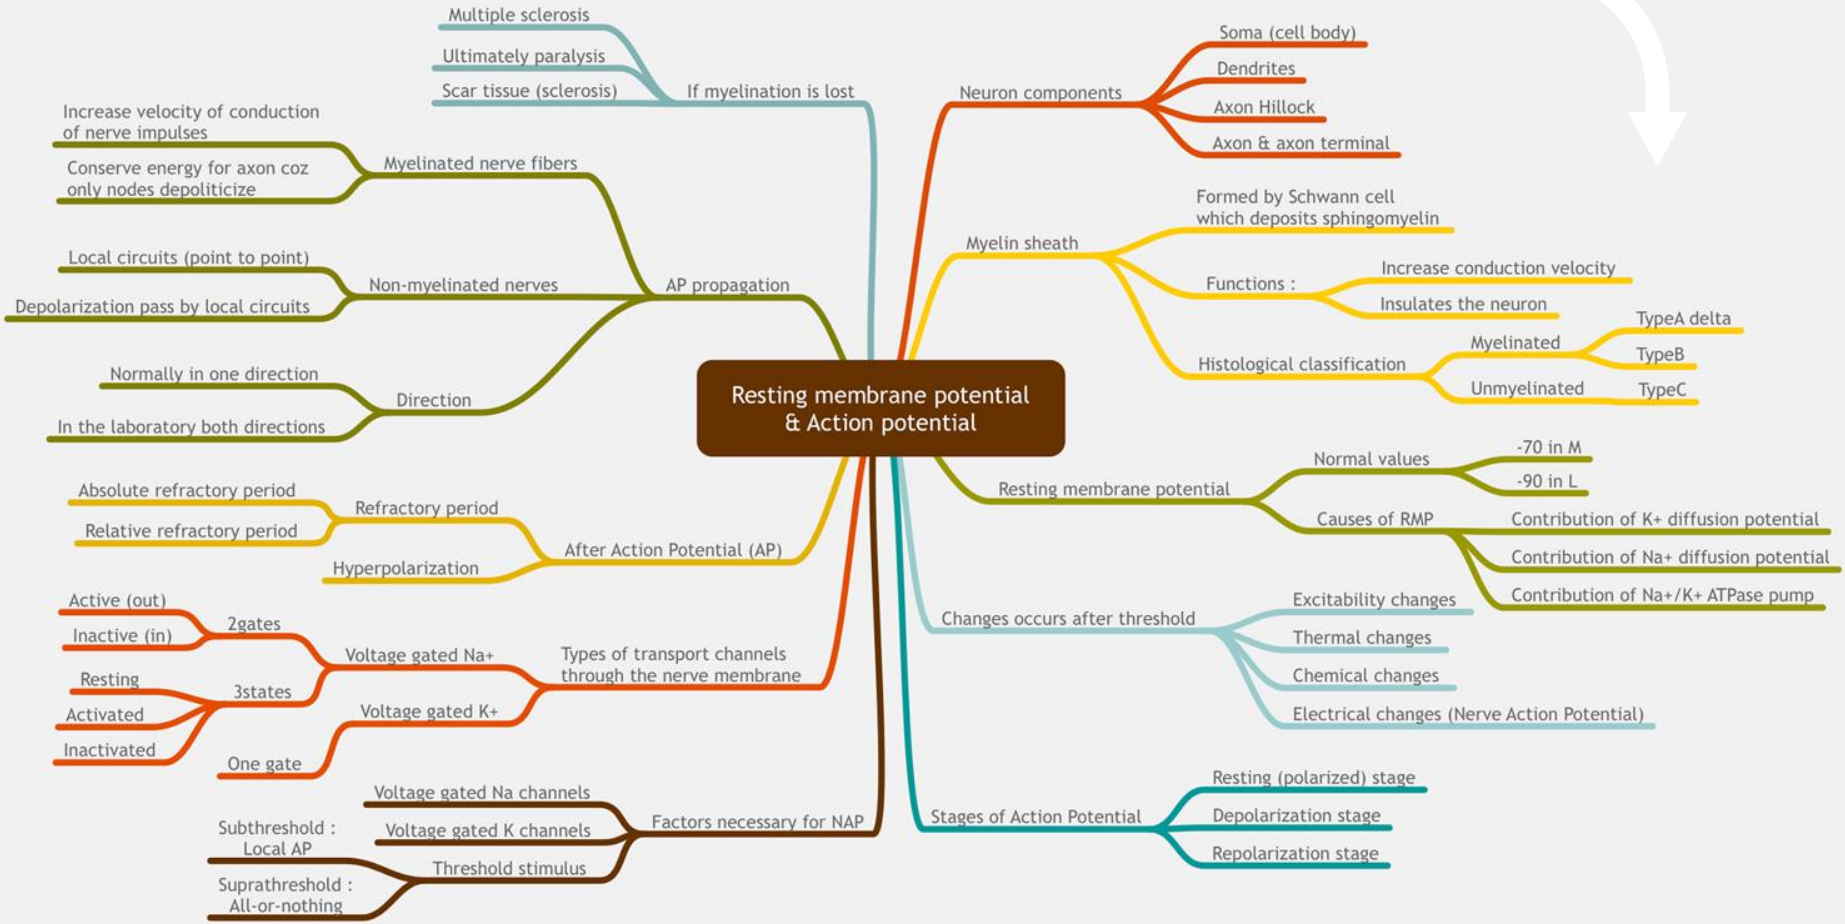 Resting membrane potential
& Action potential
Neuron components
Soma (cell body)
Dendrites
Axon Hillock
Axon & axon terminal
Myelin sheath
Formed by Schwann cell
which deposits sphingomyelin
Functions :
Increase conduction velocity
Insulates the neuron
Histological classification
Myelinated
TypeA delta
TypeB
Unmyelinated
TypeC
Resting membrane potential
Normal values
-70 in M
-90 in L
Causes of RMP
Contribution of K+ diffusion potential
Contribution of Na+ diffusion potential
Contribution of Na+/K+ ATPase pump
Changes occurs after threshold
Excitability changes
Thermal changes
Chemical changes
Electrical changes (Nerve Action Potential)
Stages of Action Potential
Resting (polarized) stage
Depolarization stage
Repolarization stage
If myelination is lost
Multiple sclerosis
Ultimately paralysis
Scar tissue (sclerosis)
AP propagation
Myelinated nerve fibers
Increase velocity of conduction
of nerve impulses
Conserve energy for axon coz
only nodes depoliticize
Non-myelinated nerves
Local circuits (point to point)
Depolarization pass by local circuits
Direction
Normally in one direction
In the laboratory both directions
After Action Potential (AP)
Refractory period
Absolute refractory period
Relative refractory period
Hyperpolarization
Types of transport channels
through the nerve membrane
Voltage gated Na+
2gates
Active (out)
Inactive (in)
3states
Resting
Activated
Inactivated
Voltage gated K+
One gate
Factors necessary for NAP
Voltage gated Na channels
Voltage gated K channels
Threshold stimulus
Subthreshold :
Local AP
Suprathreshold :
All-or-nothing